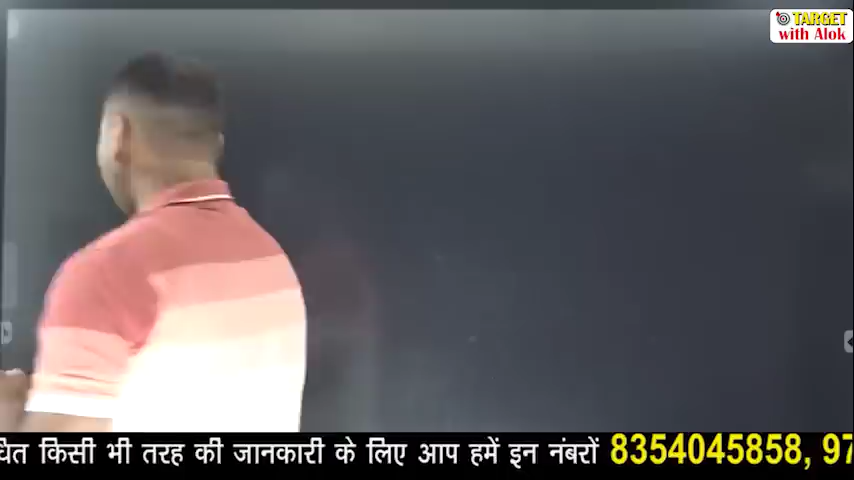 TARGET
with Alok
किसी भी तरह की जानकारी के लिए आप हमें इन नंबरों 8354045858, 97